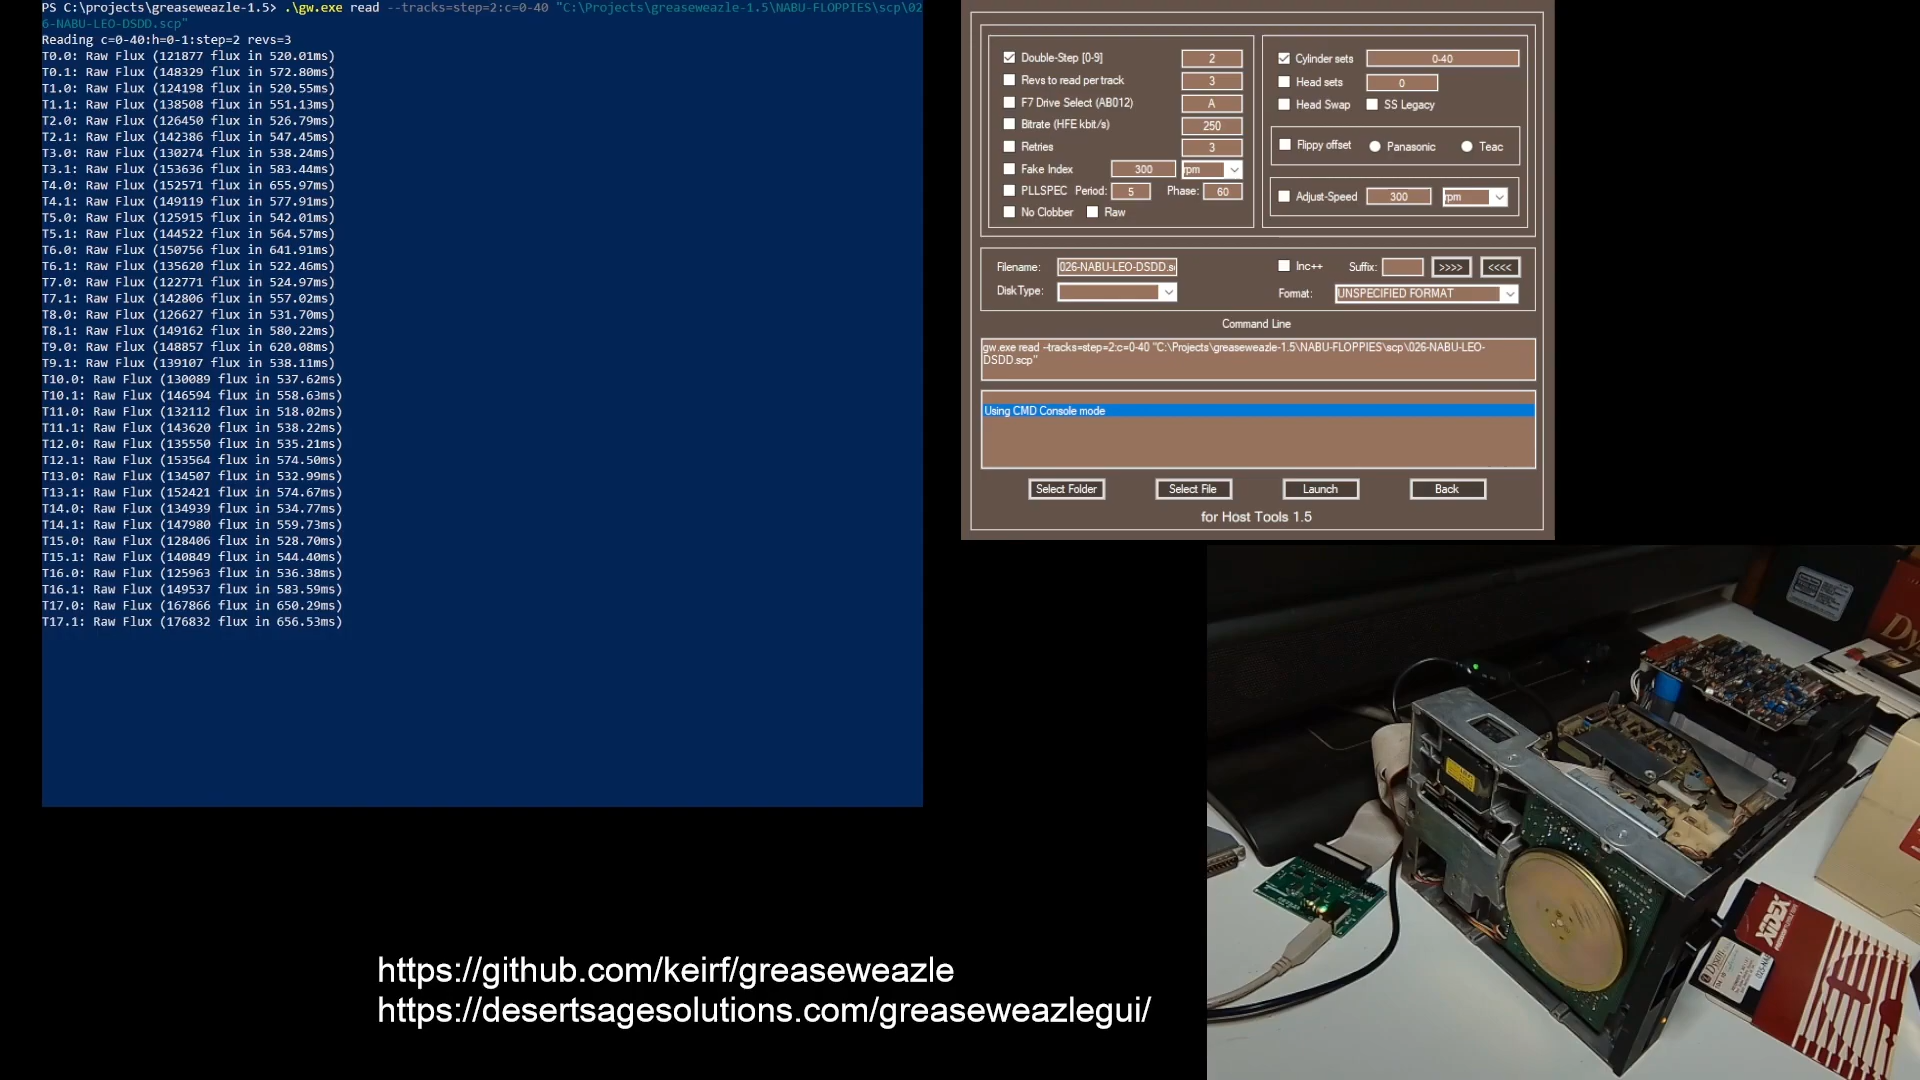 PS C:\projects\greaseweazle-1.5> .\gw.exe read --tracks=step=2:c=0-40 "C:\Projects\greaseweazle-1.5\NABU-FLOPPIES\scp\02
6-NABU-LEO-DSDD.scp"
Reading c=0-40:h=0-1:step=2 revs=3
T0.0: Raw Flux (121877 flux in 520.01ms)
T0.1: Raw Flux (148329 flux in 572.80ms)
T1.0: Raw Flux (124198 flux in 520.55ms)
T1.1: Raw Flux (138508 flux in 551.13ms)
T2.0: Raw Flux (126450 flux in 526.79ms)
T2.1: Raw Flux (142386 flux in 547.45ms)
T3.0: Raw Flux (130274 flux in 538.24ms)
T3.1: Raw Flux (153636 flux in 583.44ms)
T4.0: Raw Flux (152571 flux in 655.97ms)
T4.1: Raw Flux (149119 flux in 577.91ms)
T5.0: Raw Flux (125915 flux in 542.01ms)
T5.1: Raw Flux (144522 flux in 564.57ms)
T6.0: Raw Flux (150756 flux in 641.91ms)
T6.1: Raw Flux (135620 flux in 522.46ms)
T7.0: Raw Flux (122771 flux in 524.97ms)
T7.1: Raw Flux (142806 flux in 557.02ms)
T8.0: Raw Flux (126627 flux in 531.70ms)
T8.1: Raw Flux (149162 flux in 580.22ms)
T9.0: Raw Flux (148857 flux in 620.08ms)
T9.1: Raw Flux (139107 flux in 538.11ms)
T10.0: Raw Flux (130089 flux in 537.62ms)
T10.1: Raw Flux (146594 flux in 558.63ms)
T11.0: Raw Flux (132112 flux in 518.02ms)
T11.1: Raw Flux (143620 flux in 538.22ms)
T12.0: Raw Flux (135550 flux in 535.21ms)
T12.1: Raw Flux (153564 flux in 574.50ms)
T13.0: Raw Flux (134507 flux in 532.99ms)
T13.1: Raw Flux (152421 flux in 574.67ms)
T14.0: Raw Flux (134939 flux in 534.77ms)
T14.1: Raw Flux (147980 flux in 559.73ms)
T15.0: Raw Flux (128406 flux in 528.70ms)
T15.1: Raw Flux (140849 flux in 544.40ms)
T16.0: Raw Flux (125963 flux in 536.38ms)
T16.1: Raw Flux (149537 flux in 583.59ms)
T17.0: Raw Flux (167866 flux in 650.29ms)
T17.1: Raw Flux (176832 flux in 656.53ms)
Double-Step [0-9] 2
Revs to read per track 3
F7 Drive Select (AB012) A
Bitrate (HFE kbit/s) 250
Retries 3
Fake Index 300 rpm
PLLSPEC Period: 5 Phase: 60
No Clobber Raw
Cylinder sets 0-40
Head sets 0
Head Swap SS Legacy
Flippy offset Panasonic Teac
Adjust-Speed 300 rpm
Filename: 026-NABU-LEO-DSDD.s
Inc++ Suffix: >>>> <<<<
DiskType:
Format: UNSPECIFIED FORMAT
Command Line
gw.exe read --tracks=step=2:c=0-40 "C:\Projects\greaseweazle-1.5\NABU-FLOPPIES\scp\026-NABU-LEO-
DSDD.scp"
Using CMD Console mode
Select Folder Select File Launch Back
for Host Tools 1.5
XIDEX
Dysan
https://github.com/keirf/greaseweazle
https://desertsagesolutions.com/greaseweazlegui/